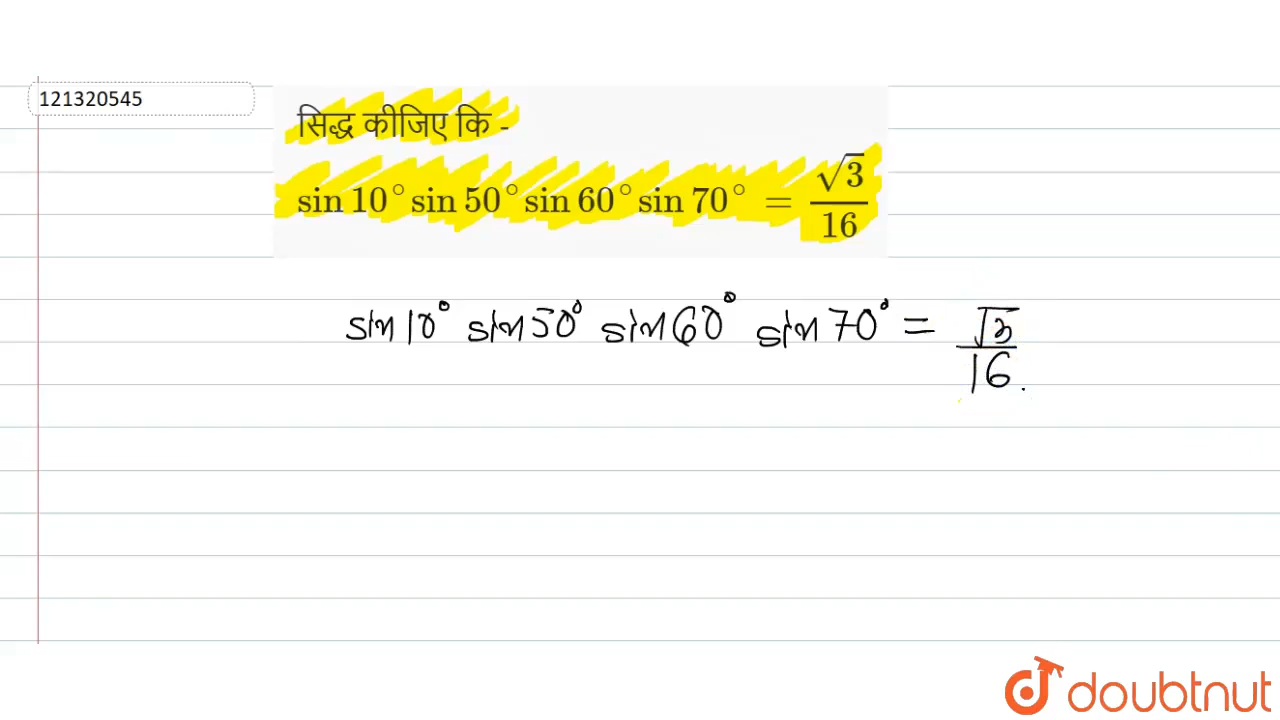 121320545
सिद्ध कीजिए कि -
sin 10° sin 50° sin 60° sin 70° = √3/16
sin 10° sin 50° sin 60° sin 70° = √3/16.
doubtnut